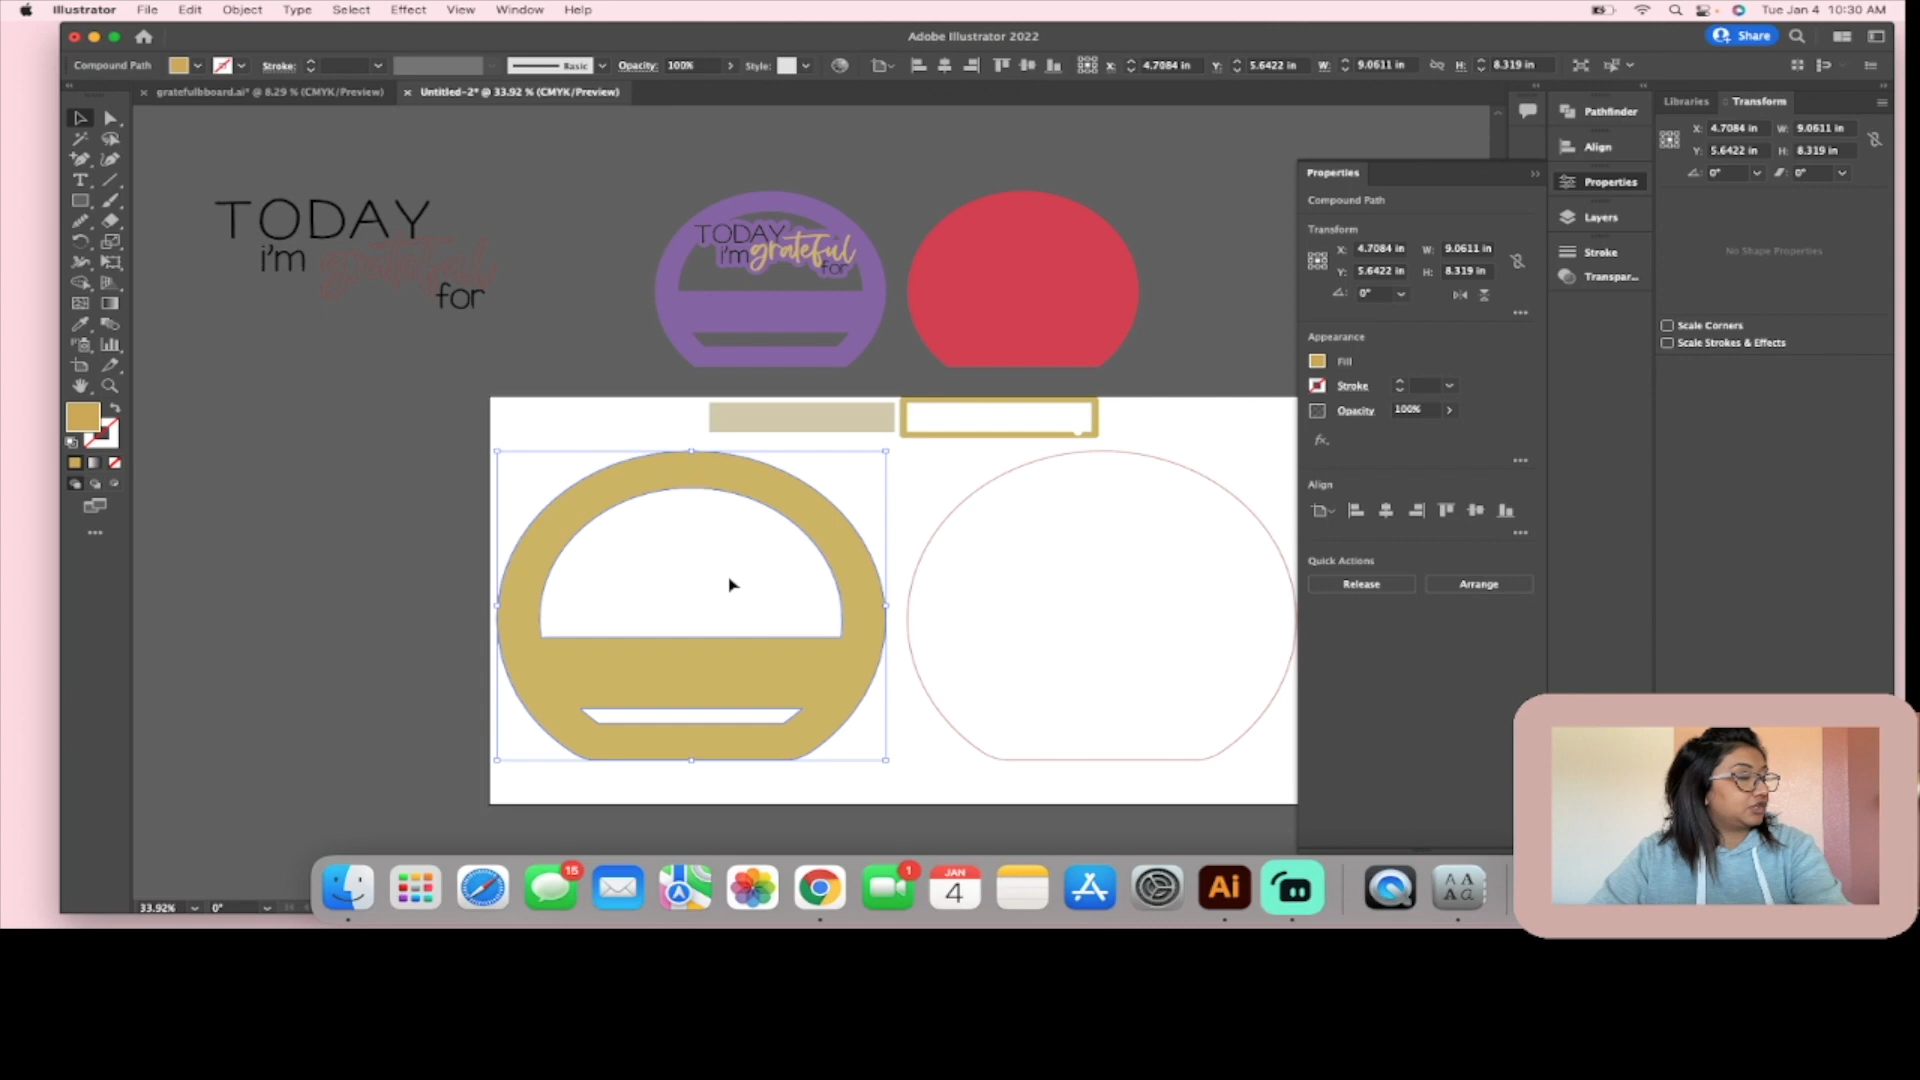 Illustrator File Edit Object Type Select Effect View Window Help
Tue Jan 4 10:30 AM
Adobe Illustrator 2022
Share
Compound Path
Stroke:
Basic
Opacity: 100%
Style:
X: 4.7084 in
Y: 5.6422 in
W: 9.0611 in
H: 8.319 in
× gratefulbboard.ai* @ 8.29 % (CMYK/Preview)
× Untitled-2* @ 33.92 % (CMYK/Preview)
TODAY
i'm grateful
for
TODAY
i'm grateful
for
Properties
Compound Path
Transform
X: 4.7084 in W: 9.0611 in
Y: 5.6422 in H: 8.319 in
0°
Appearance
Fill
Stroke
Opacity 100%
fx.
Align
Quick Actions
Release Arrange
Pathfinder
Align
Properties
Layers
Stroke
Transpar...
Libraries Transform
X: 4.7084 in W: 9.0611 in
Y: 5.6422 in H: 8.319 in
0° 0°
No Shape Properties
Scale Corners
Scale Strokes & Effects
33.92% 0°
15
1
JAN
4
Ai
A A
A a